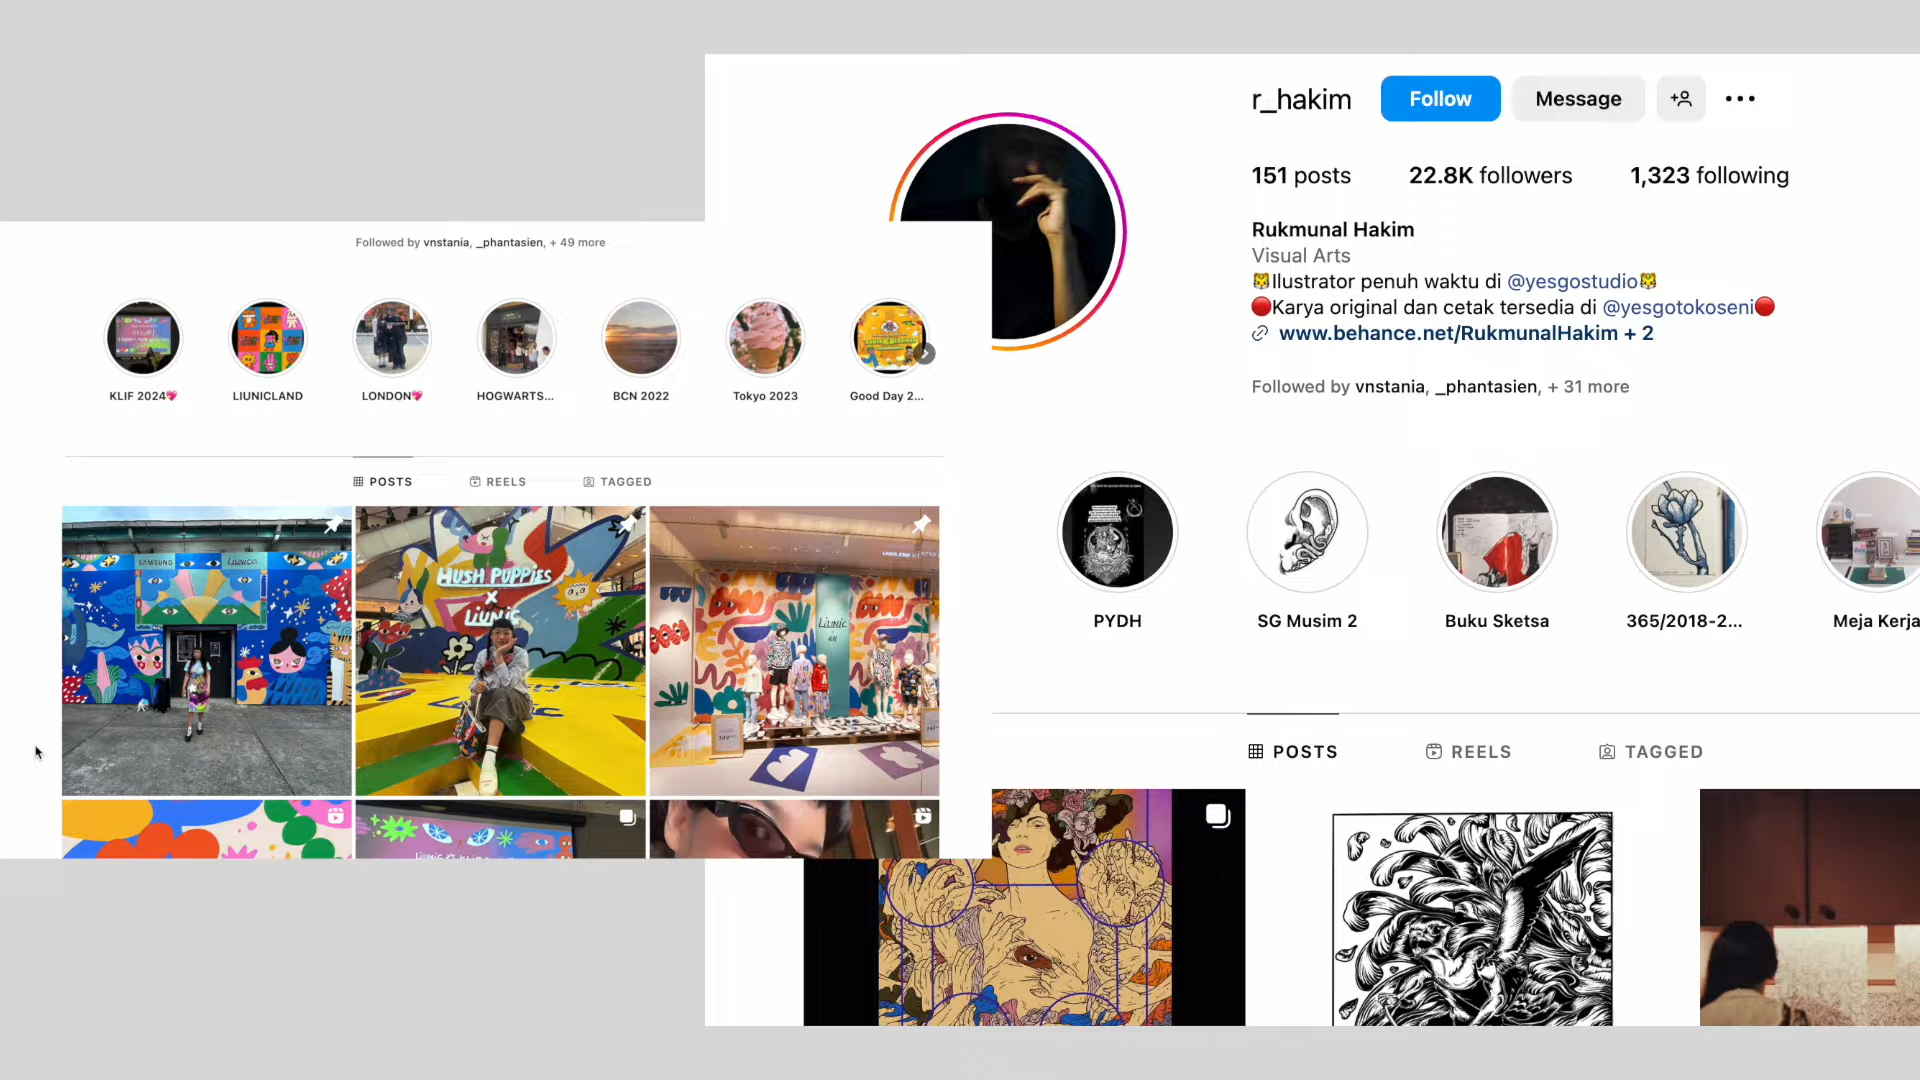 Followed by vnstania, _phantasien, + 49 more
KLIF 2024💖
LIUNICLAND
LONDON💖
HOGWARTS...
BCN 2022
Tokyo 2023
Good Day 2...
POSTS
REELS
TAGGED
SAMSUNG
Liunic
HUSH PUPPIES
X
LIUNIC
Liunic
r_hakim
Follow
Message
151 posts
22.8K followers
1,323 following
Rukmunal Hakim
Visual Arts
🐯Ilustrator penuh waktu di @yesgostudio🐯
🔴Karya original dan cetak tersedia di @yesgotokoseni🔴
www.behance.net/RukmunalHakim + 2
Followed by vnstania, _phantasien, + 31 more
PYDH
SG Musim 2
Buku Sketsa
365/2018-2...
Meja Kerja
POSTS
REELS
TAGGED